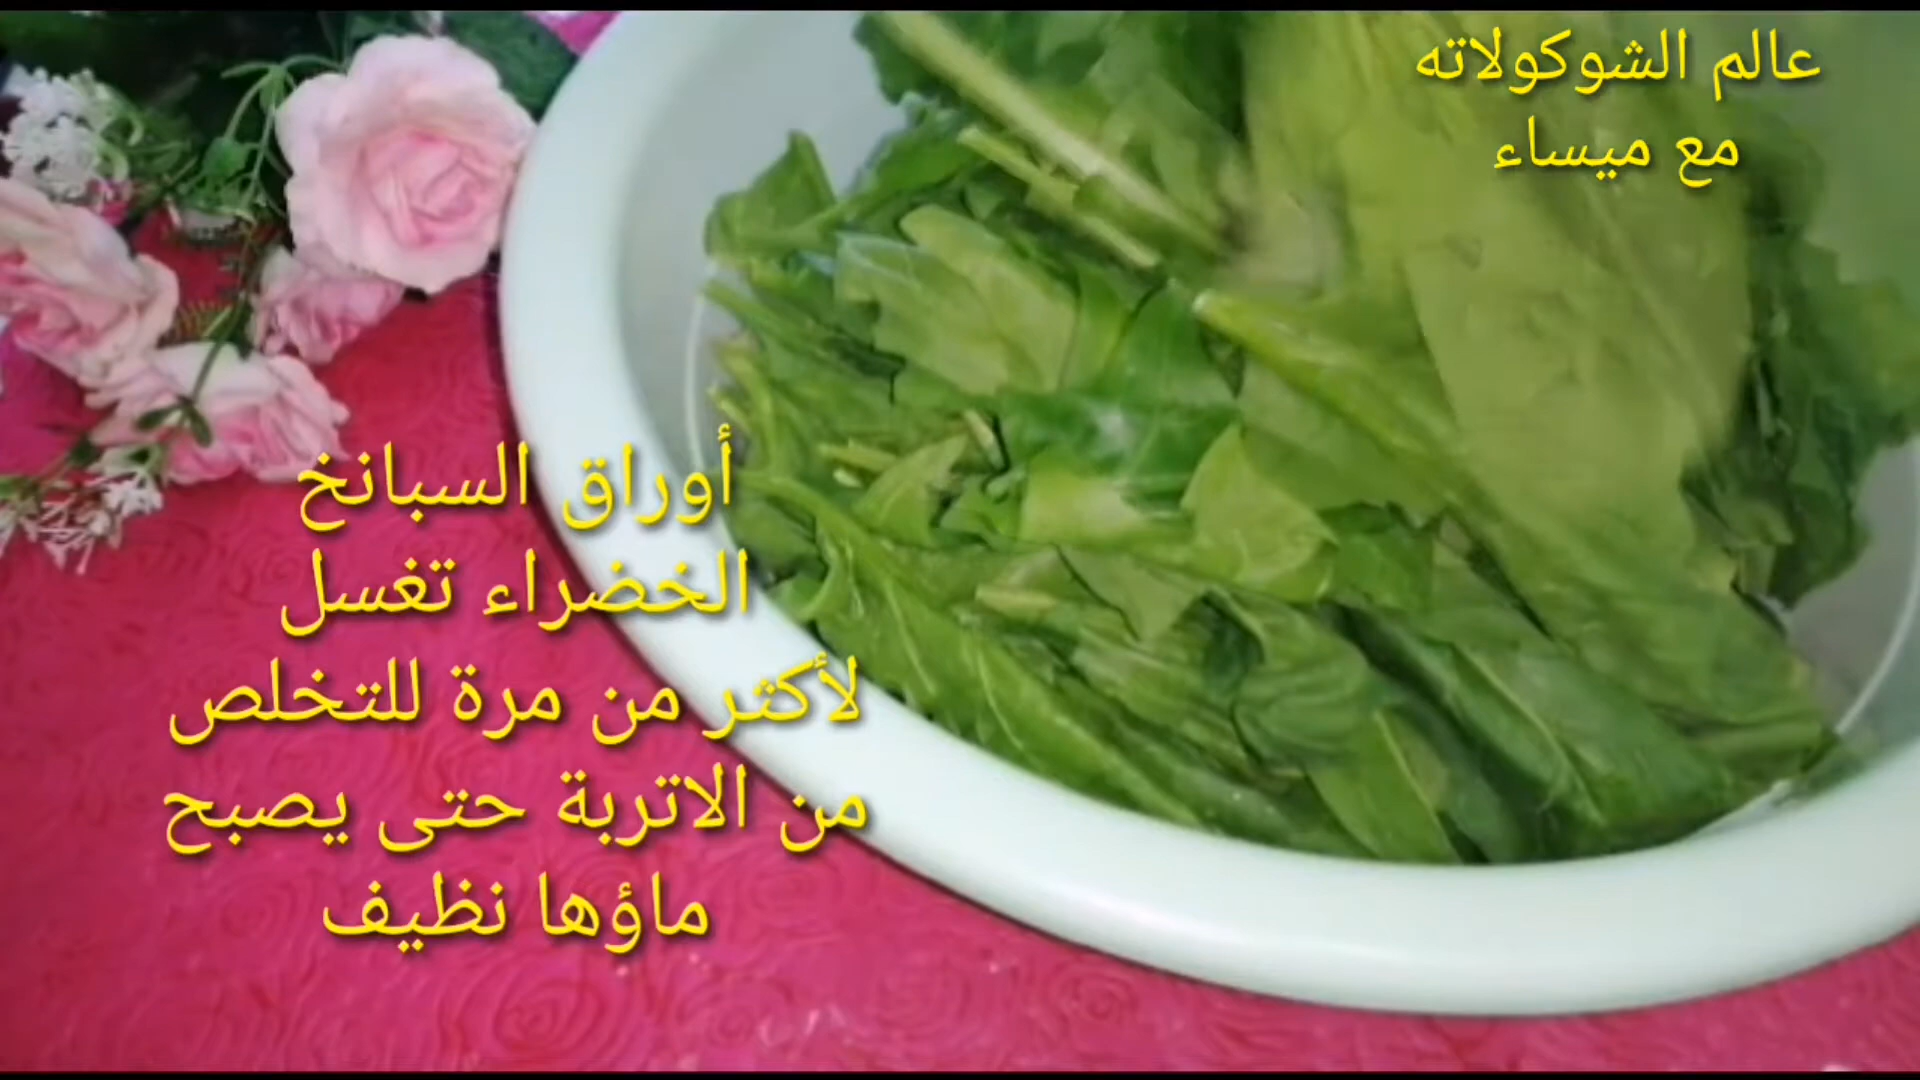 عالم الشوكولاته
مع ميساء
أوراق السبانخ
الخضراء تغسل
لأكثر من مرة للتخلص
من الاتربة حتى يصبح
ماؤها نظيف